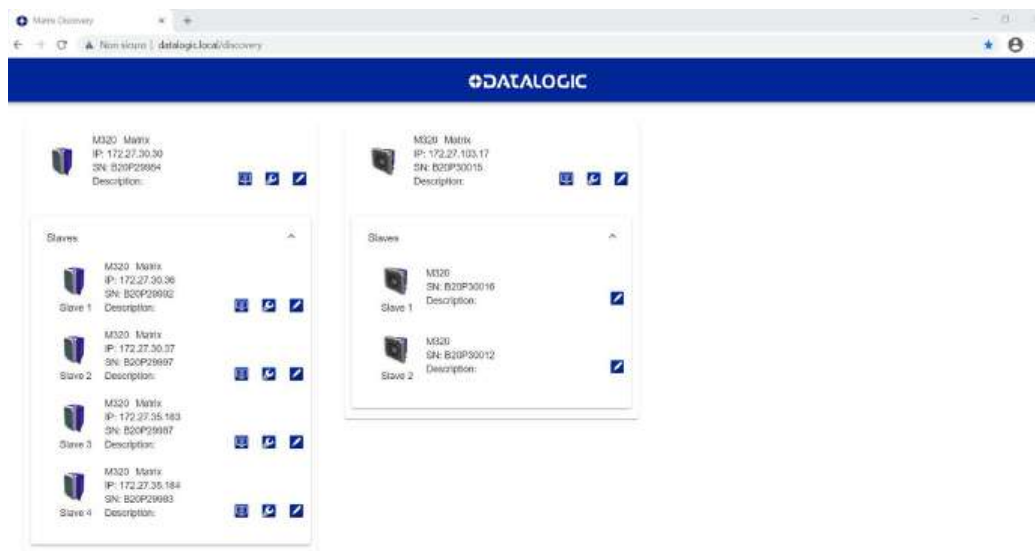 Matrix Discovery
Non sicuro | datalogic.local/discovery
DATALOGIC
M320 Matrix
IP: 172.27.30.30
SN: B20P29984
Description:
Slaves
M320 Matrix
IP: 172.27.30.36
SN: B20P29992
Slave 1 Description:
M320 Matrix
IP: 172.27.30.37
SN: B20P29997
Slave 2 Description:
M320 Matrix
IP: 172.27.35.183
SN: B20P29987
Slave 3 Description:
M320 Matrix
IP: 172.27.35.184
SN: B20P29983
Slave 4 Description:
M320 Matrix
IP: 172.27.103.17
SN: B20P30015
Description:
Slaves
M320
SN: B20P30016
Slave 1 Description:
M320
SN: B20P30012
Slave 2 Description: